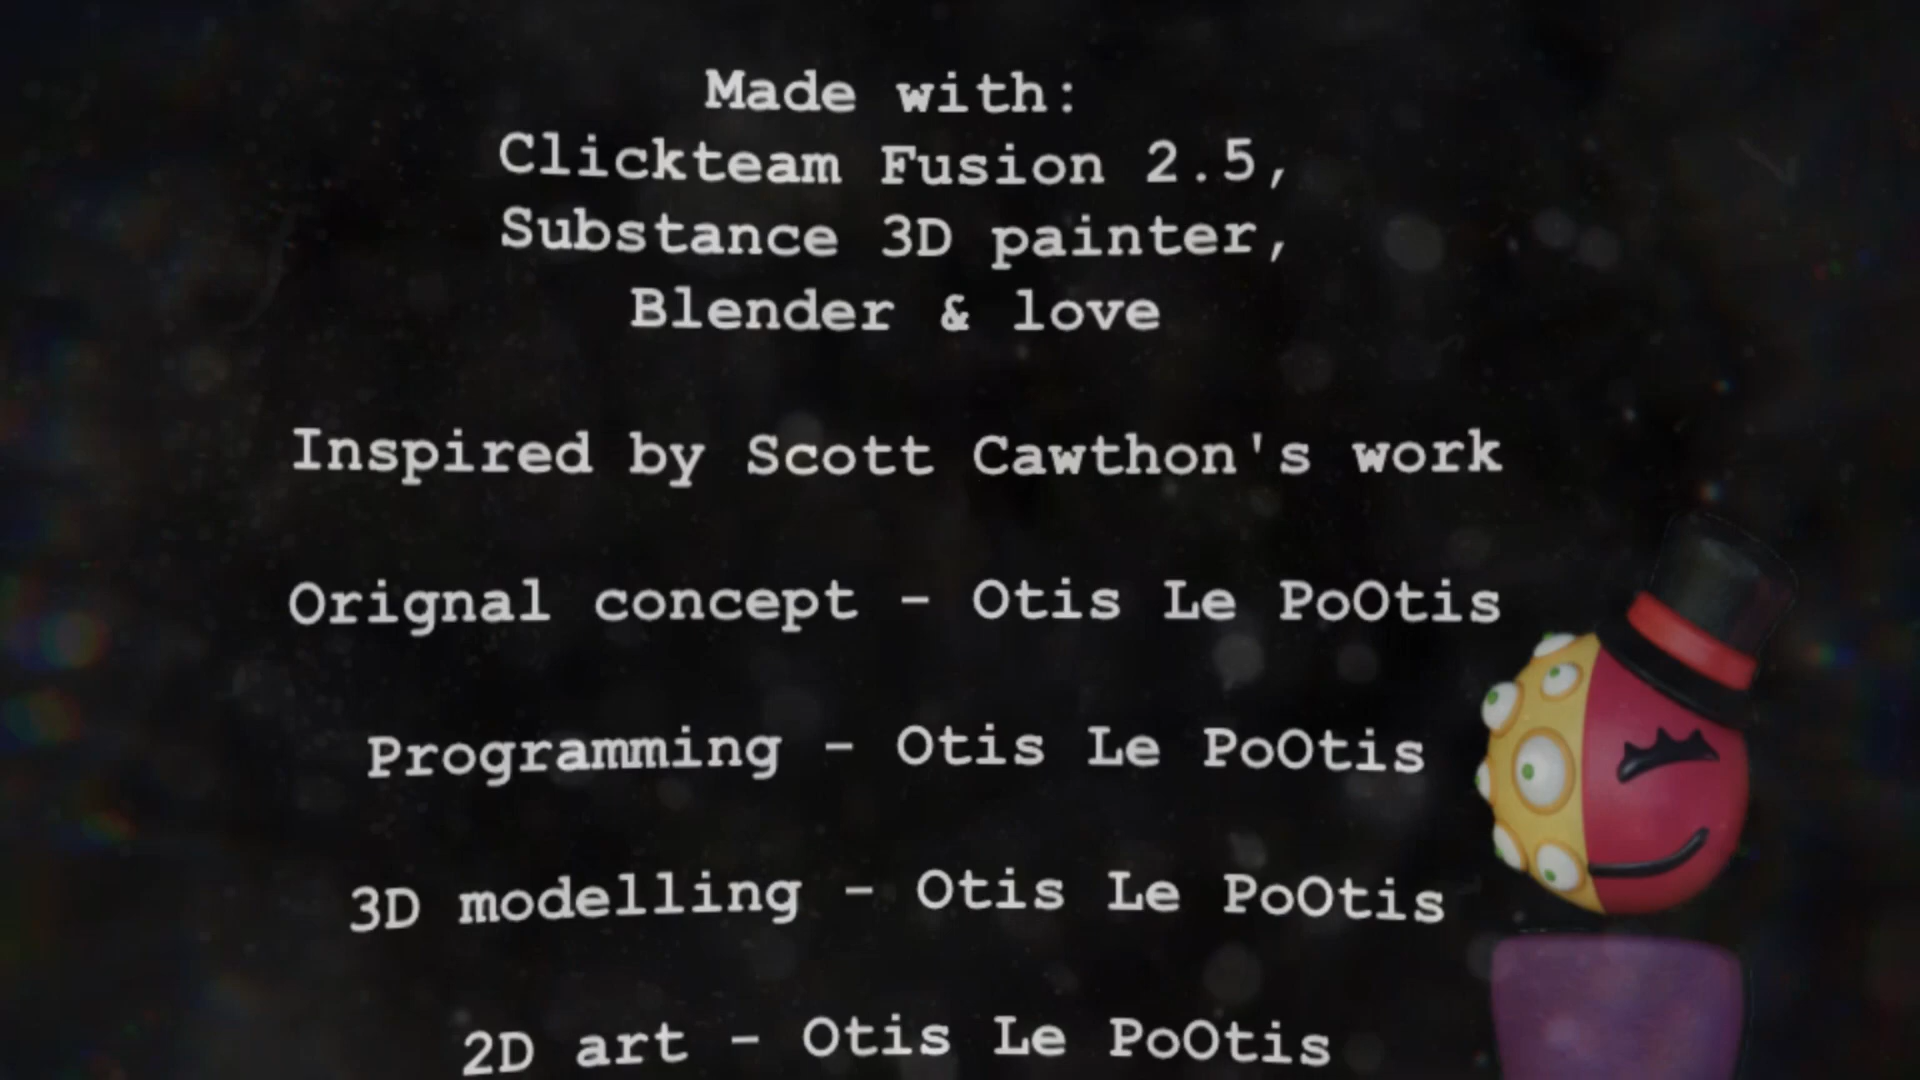 Made with:
Clickteam Fusion 2.5,
Substance 3D painter,
Blender & love
Inspired by Scott Cawthon's work
Orignal concept - Otis Le PoOtis
Programming - Otis Le PoOtis
3D modelling - Otis Le PoOtis
2D art - Otis Le PoOtis